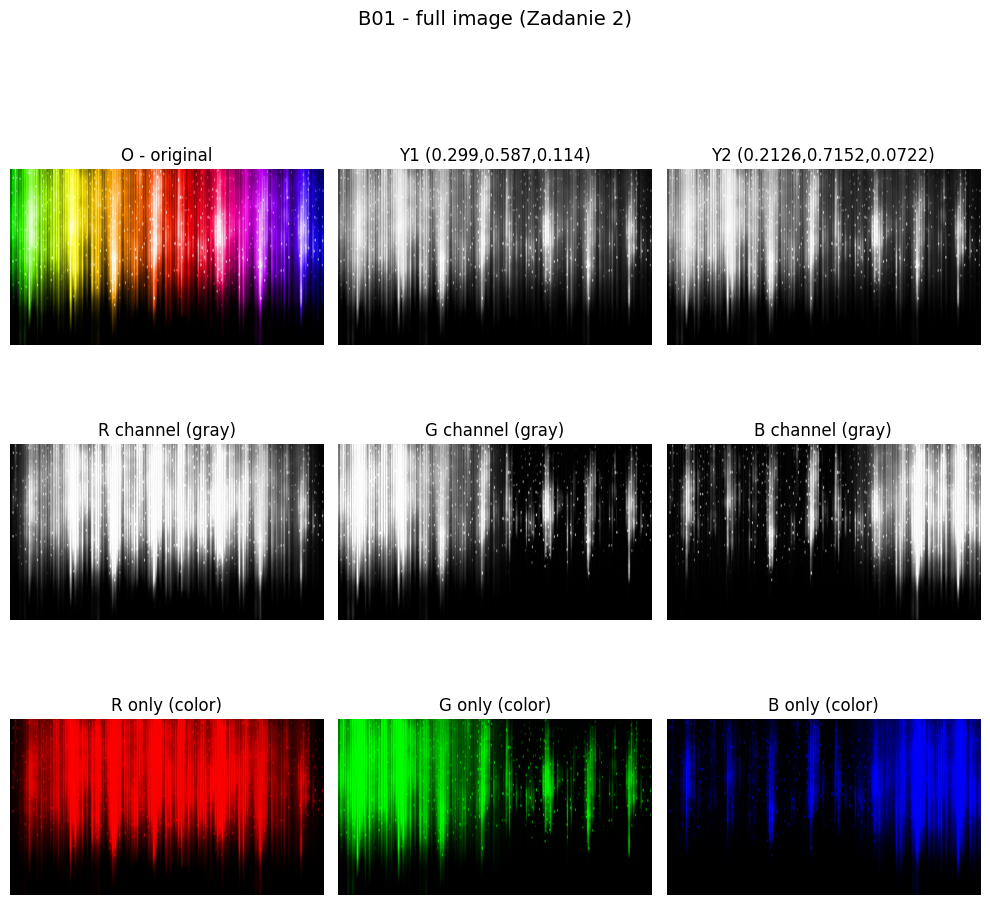 B01 - full image (Zadanie 2)
O - original
Y1 (0.299,0.587,0.114)
Y2 (0.2126,0.7152,0.0722)
R channel (gray)
G channel (gray)
B channel (gray)
R only (color)
G only (color)
B only (color)